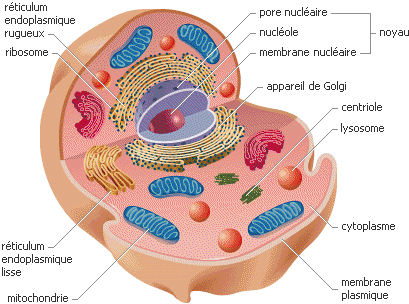 réticulum
endoplasmique
rugueux
ribosome
pore nucléaire
nucléole
membrane nucléaire
noyau
appareil de Golgi
centriole
lysosome
cytoplasme
membrane
plasmique
réticulum
endoplasmique
lisse
mitochondrie